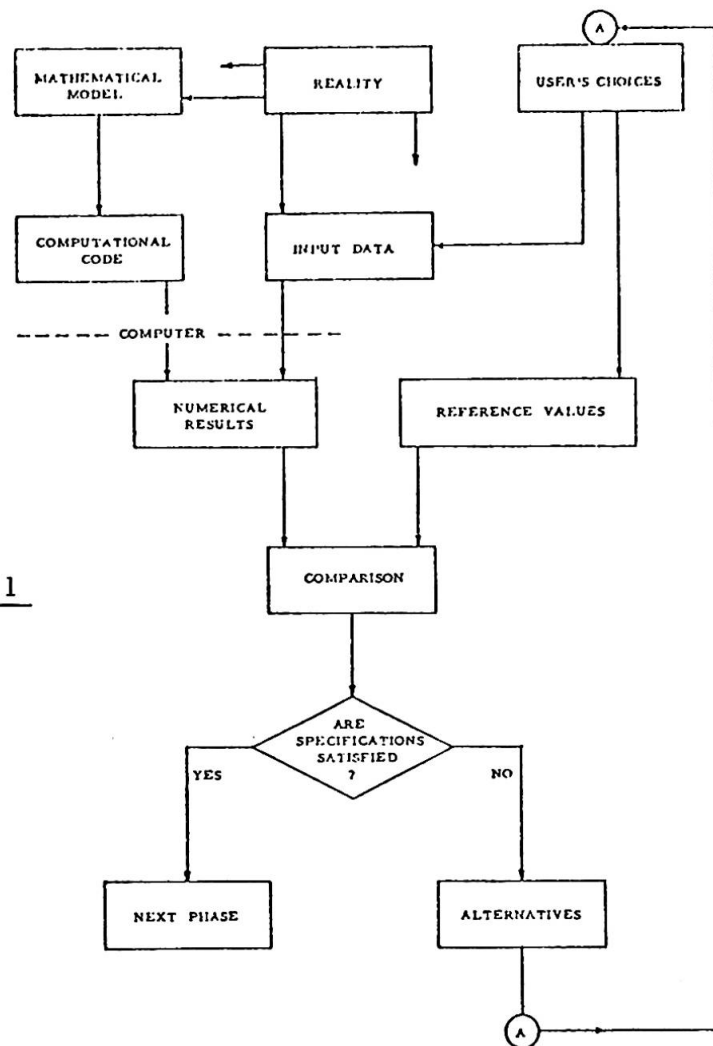 A
MATHEMATICAL
MODEL
REALITY
USER'S CHOICES
COMPUTATIONAL
CODE
INPUT DATA
COMPUTER
NUMERICAL
RESULTS
REFERENCE VALUES
COMPARISON
1
ARE
SPECIFICATIONS
SATISFIED
?
YES
NO
NEXT PHASE
ALTERNATIVES
A